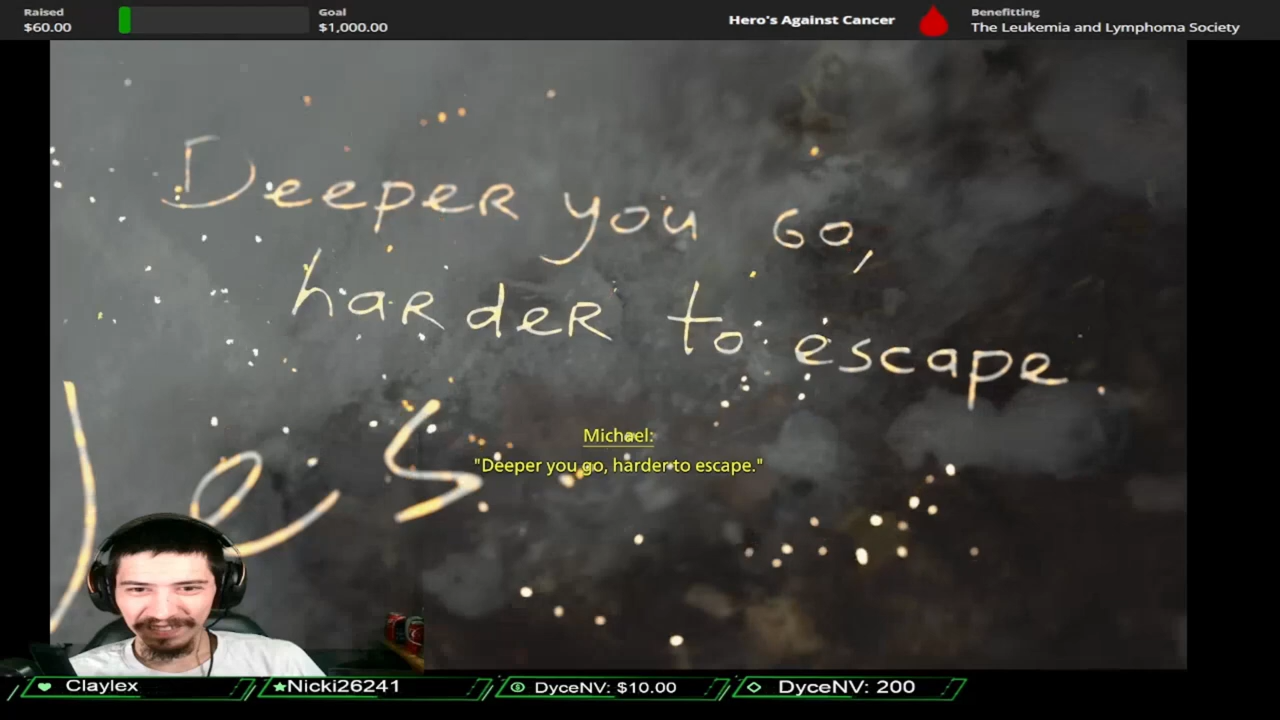 Raised
$60.00
Goal
$1,000.00
Hero's Against Cancer
Benefitting
The Leukemia and Lymphoma Society
Deeper you go,
harder to escape.
Michael:
"Deeper you go, harder to escape."
Claylex
Nicki26241
DyceNV: $10.00
DyceNV: 200